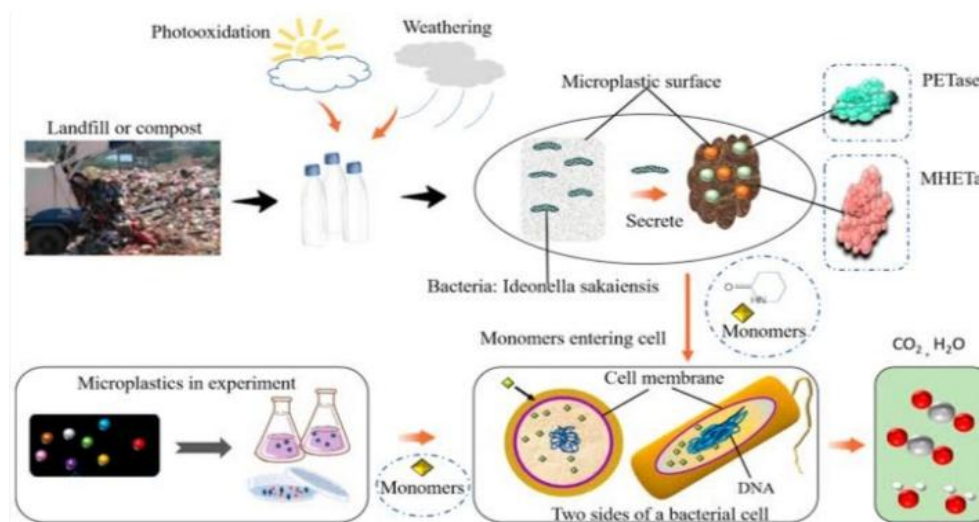 Photooxidation
Weathering
Landfill or compost
Microplastic surface
PETase
MHETa
Secrete
Bacteria: Ideonella sakaiensis
HN
O
Monomers
Monomers entering cell
CO2 , H2O
Microplastics in experiment
Cell membrane
Monomers
DNA
Two sides of a bacterial cell